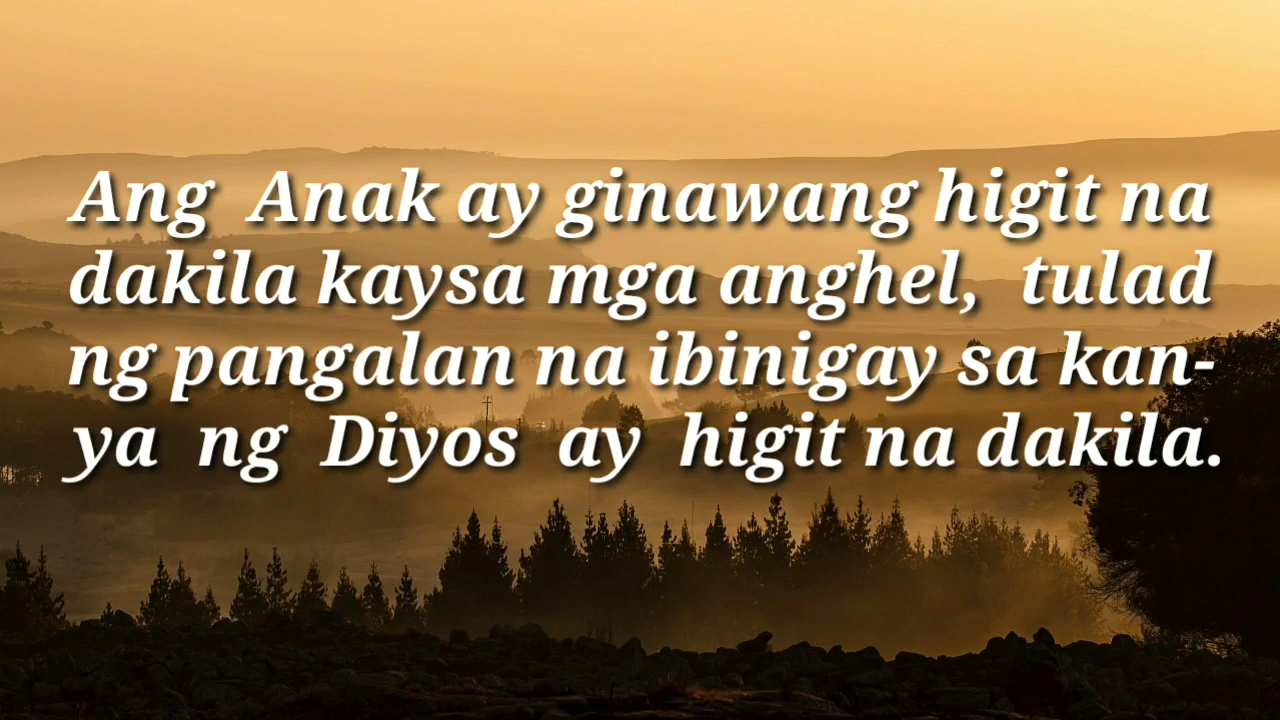 Ang Anak ay ginawang higit na
dakila kaysa mga anghel, tulad
ng pangalan na ibinigay sa kan-
ya ng Diyos ay higit na dakila.